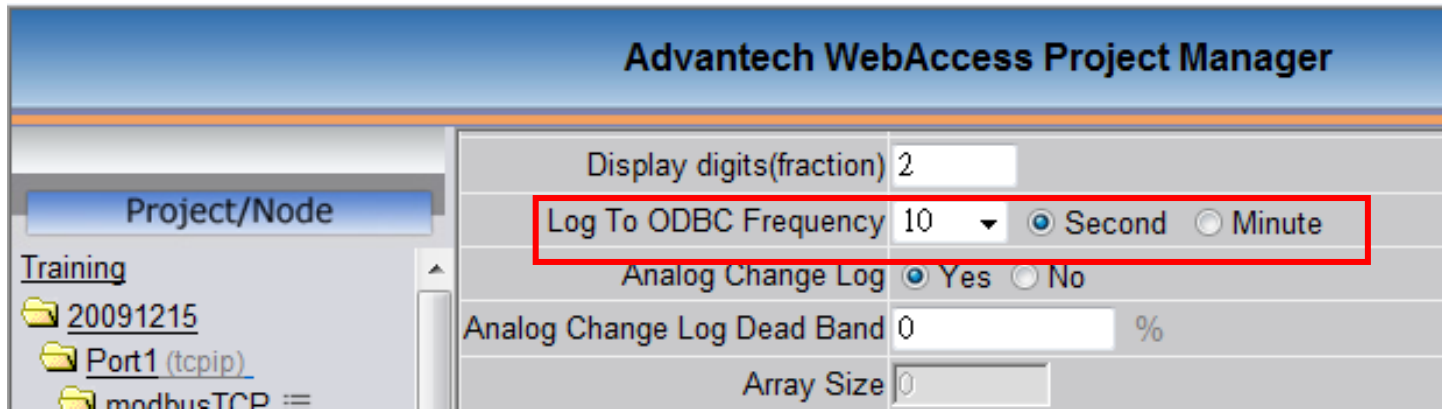 Advantech WebAccess Project Manager
Project/Node
Training
20091215
Port1 (tcpip)
modbusTCP
Display digits(fraction) 2
Log To ODBC Frequency 10 Second Minute
Analog Change Log Yes No
Analog Change Log Dead Band 0 %
Array Size 0